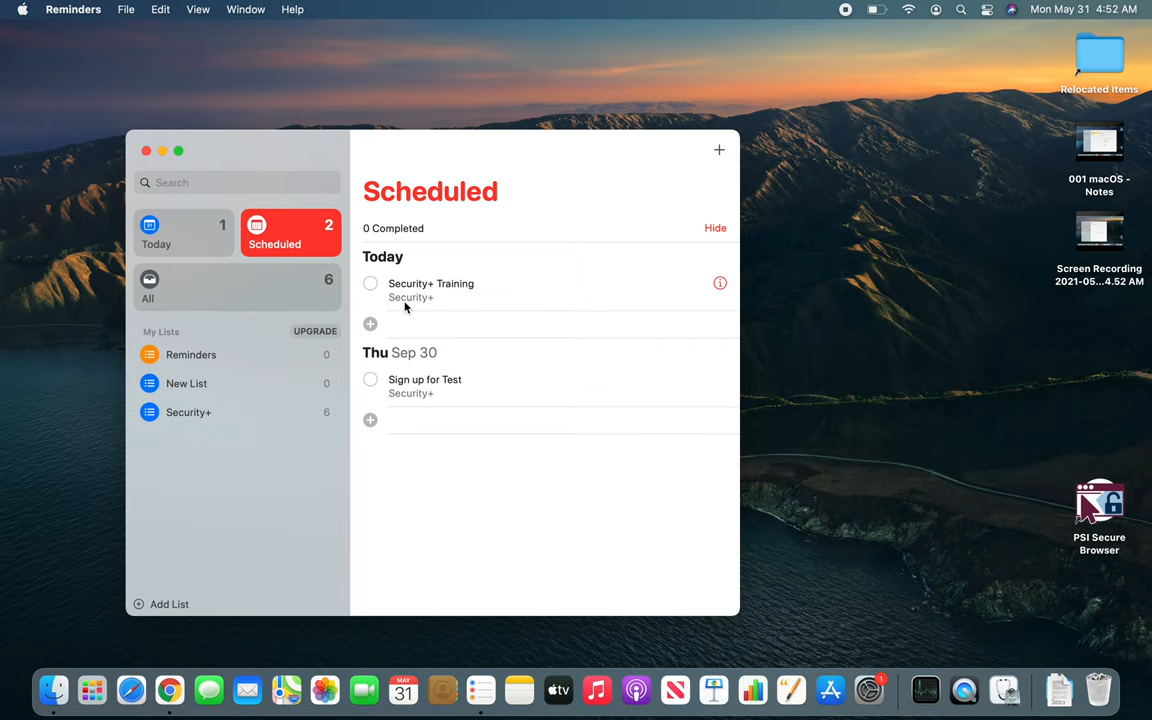 Reminders File Edit View Window Help Mon May 31 4:52 AM
Relocated Items
001 macOS -
Notes
Screen Recording
2021-05...4.52 AM
PSI Secure
Browser
Search
1
Today
2
Scheduled
6
All
My Lists UPGRADE
Reminders 0
New List 0
Security+ 6
Add List
Scheduled
0 Completed Hide
Today
Security+ Training
Security+
Thu Sep 30
Sign up for Test
Security+
MAY
31
tv
1